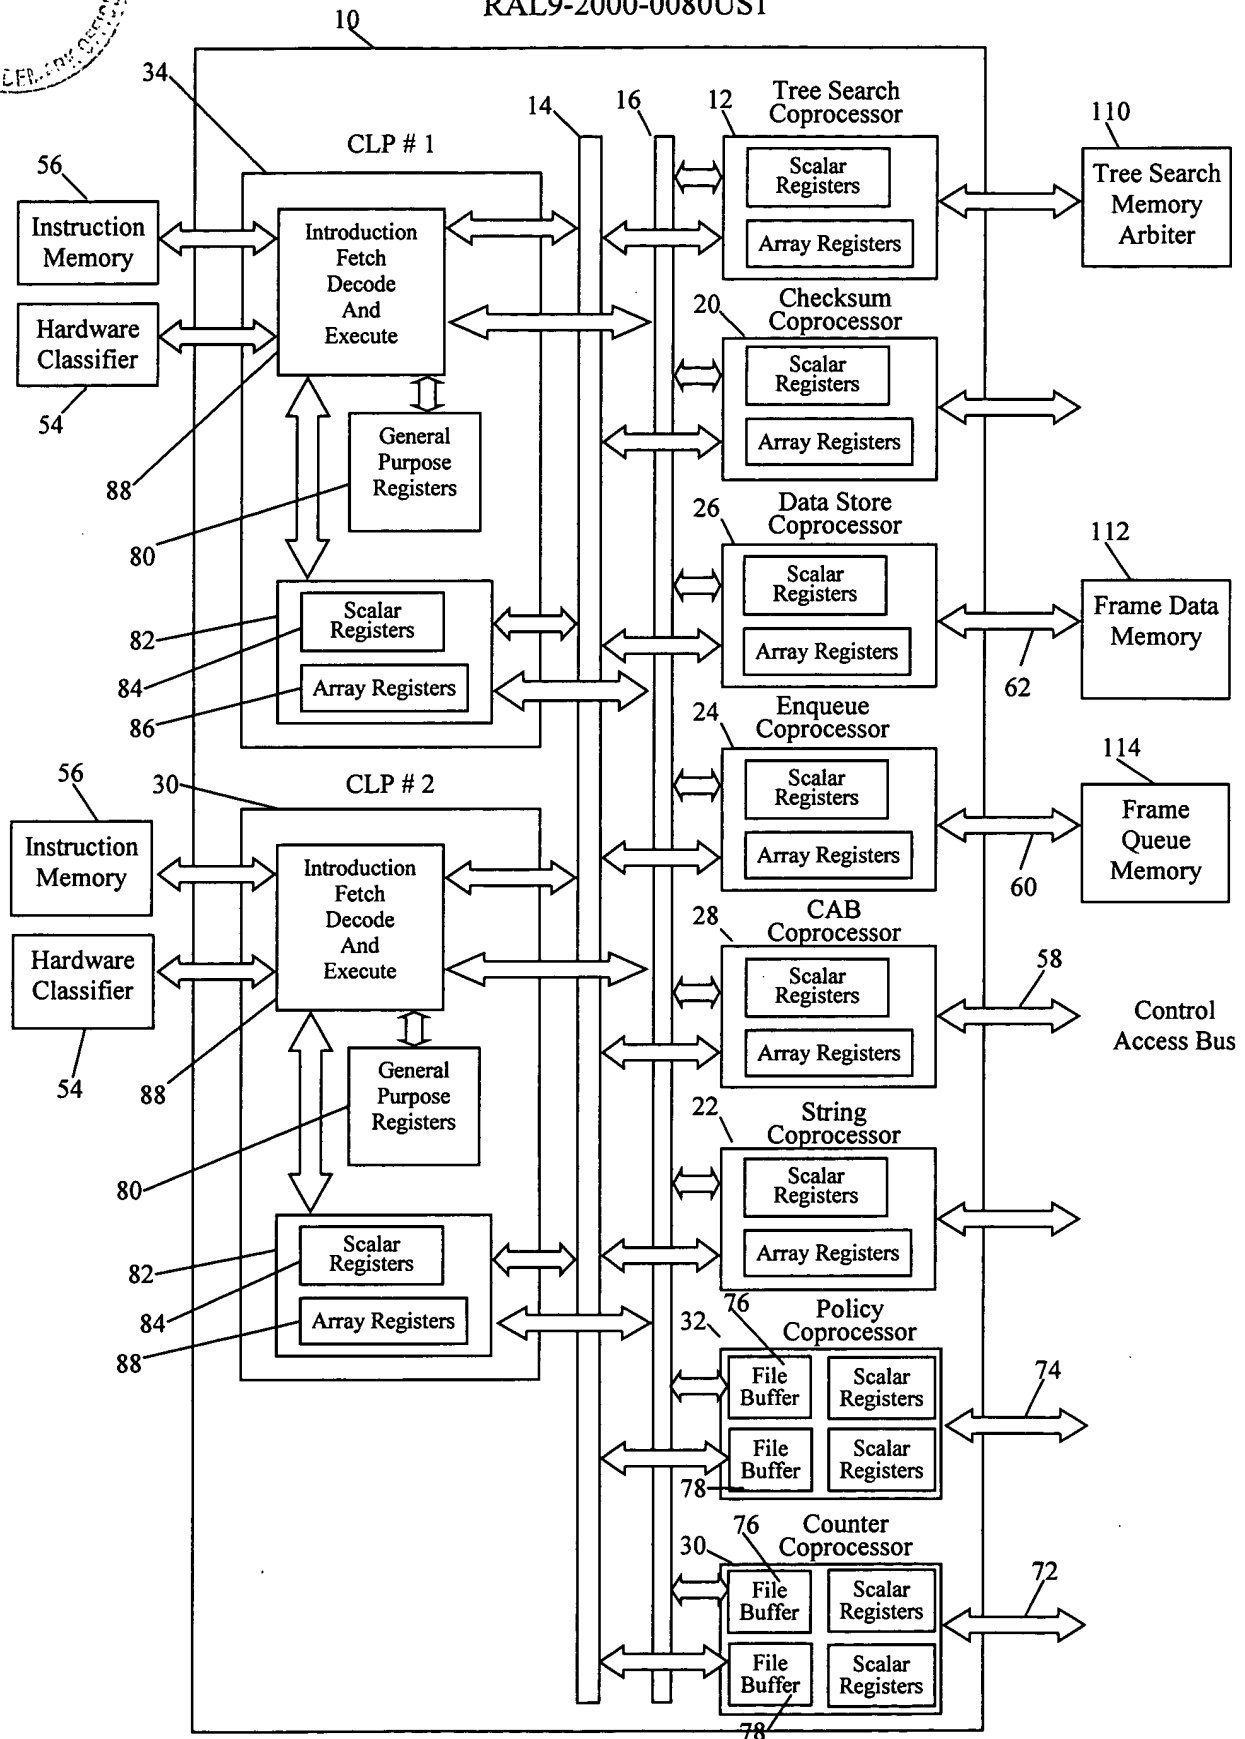 RAL9-2000-0080US1
10
34
CLP # 1
14
16
12
Tree Search
Coprocessor
110
56
Instruction
Memory
Introduction
Fetch
Decode
And
Execute
Scalar
Registers
Array Registers
Tree Search
Memory
Arbiter
Hardware
Classifier
54
88
General
Purpose
Registers
80
20
Checksum
Coprocessor
Scalar
Registers
Array Registers
26
Data Store
Coprocessor
Scalar
Registers
Array Registers
112
Frame Data
Memory
62
82
Scalar
Registers
84
Array Registers
86
24
Enqueue
Coprocessor
Scalar
Registers
Array Registers
114
Frame
Queue
Memory
60
30
CLP # 2
56
Instruction
Memory
Introduction
Fetch
Decode
And
Execute
Hardware
Classifier
54
88
General
Purpose
Registers
80
28
CAB
Coprocessor
Scalar
Registers
Array Registers
58
Control
Access Bus
22
String
Coprocessor
Scalar
Registers
Array Registers
82
Scalar
Registers
84
Array Registers
88
32
76
Policy
Coprocessor
File
Buffer
Scalar
Registers
File
Buffer
Scalar
Registers
78
74
30
76
Counter
Coprocessor
File
Buffer
Scalar
Registers
File
Buffer
Scalar
Registers
78
72